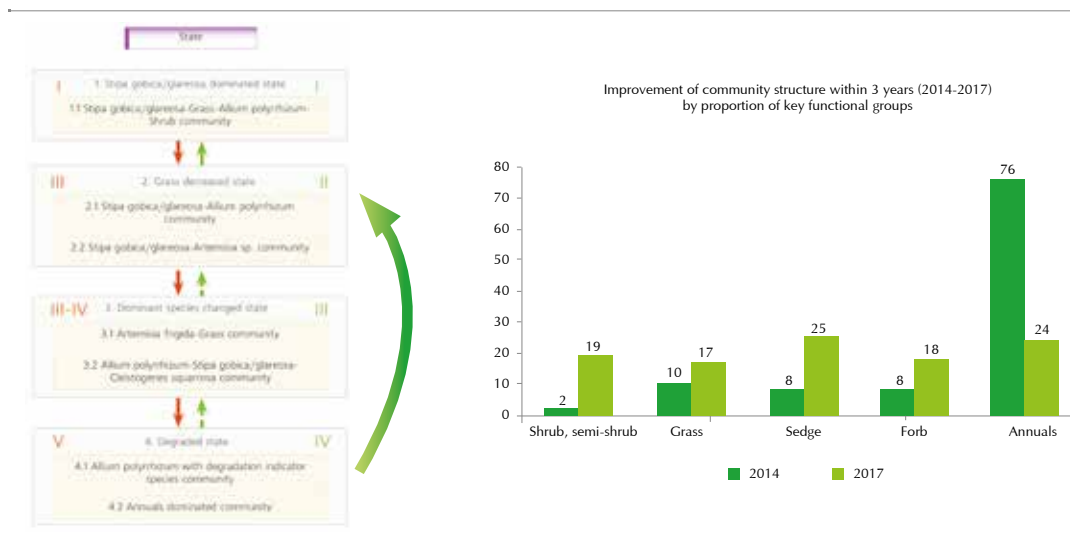 State
I
1. Stipa gobica/glareosa dominated state
I
1.1 Stipa gobica/glareosa-Grass-Allium polyrrhizum-
Shrub community
III
2. Grass decreased state
II
2.1 Stipa gobica/glareosa-Allium polyrrhizum
community
2.2 Stipa gobica/glareosa-Artemisia sp. community
III-IV
3. Dominant species changed state
III
3.1 Artemisia frigida-Grass community
3.2 Allium polyrrhizum-Stipa gobica/glareosa-
Cleistogenes squarrosa community
V
4. Degraded state
IV
4.1 Allium polyrrhizum with degradation indicator
species community
4.2 Annuals dominated community
Improvement of community structure within 3 years (2014-2017)
by proportion of key functional groups
80
70
60
50
40
30
20
10
0
2
19
10
17
8
25
8
18
76
24
Shrub, semi-shrub
Grass
Sedge
Forb
Annuals
2014
2017